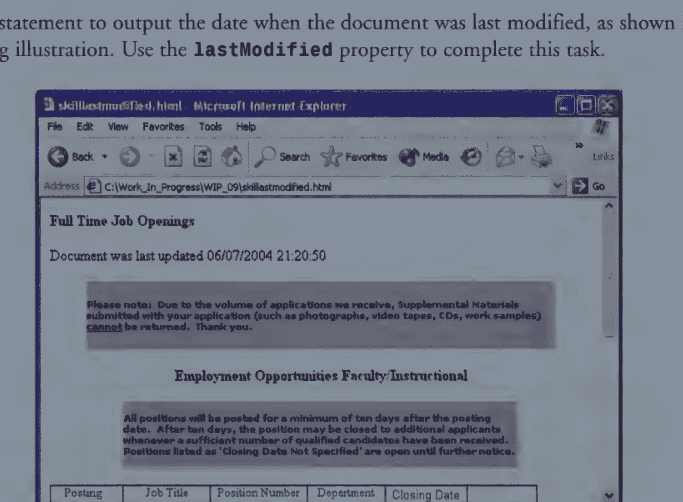 statement to output the date when the document was last modified, as shown
g illustration. Use the lastModified property to complete this task.
skilllastmodified.html - Microsoft Internet Explorer
File Edit View Favorites Tools Help
Back Search Favorites Media Links
Address C:\Work_In_Progress\WIP_09\skillastmodified.html Go
Full Time Job Openings
Document was last updated 06/07/2004 21:20:50
Please note: Due to the volume of applications we receive, Supplemental Materials
submitted with your application (such as photographs, video tapes, CDs, work samples)
cannot be returned. Thank you.
Employment Opportunities Faculty/Instructional
All positions will be posted for a minimum of ten days after the posting
date. After ten days, the position may be closed to additional applicants
whenever a sufficient number of qualified candidates have been received.
Positions listed as 'Closing Date Not Specified' are open until further notice.
Posting Job Title Position Number Department Closing Date